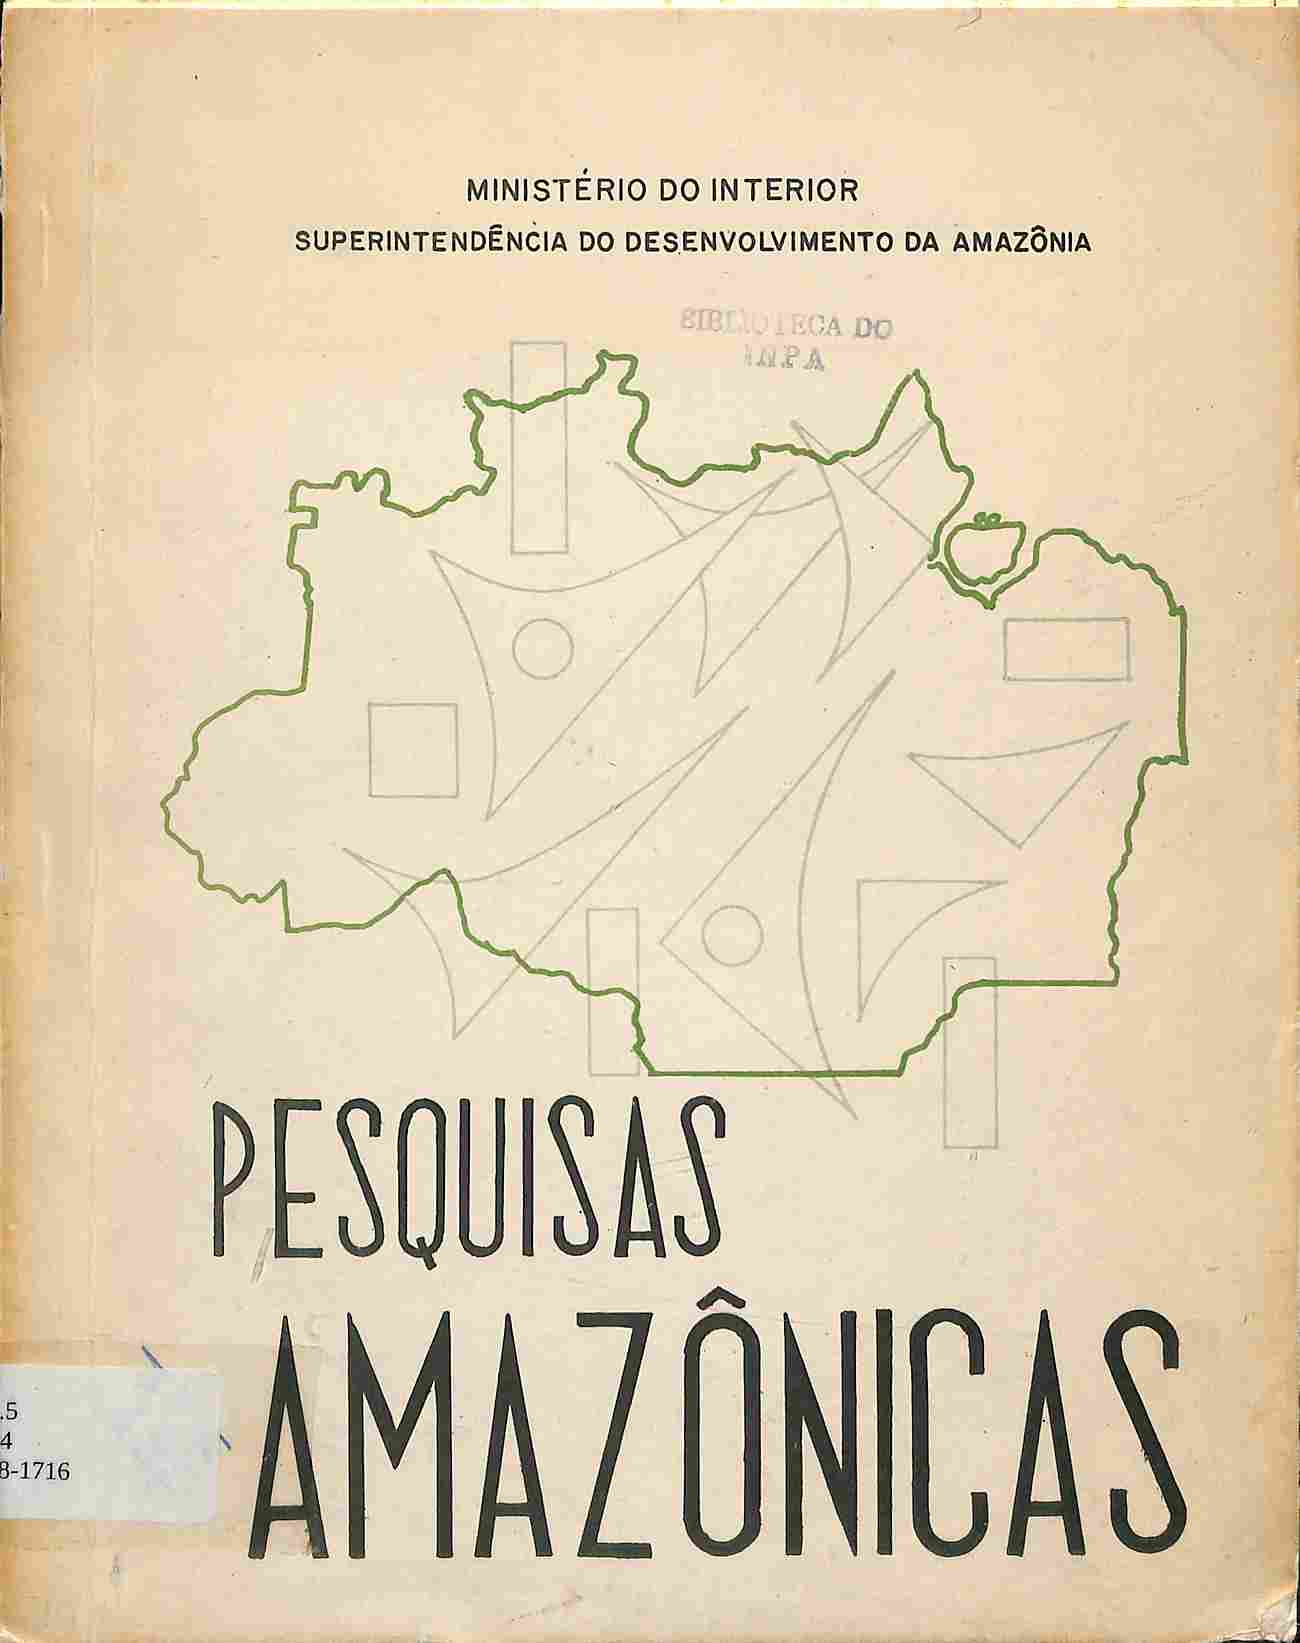 MINISTÉRIO DO INTERIOR
SUPERINTENDÊNCIA DO DESENVOLVIMENTO DA AMAZÔNIA
BIBLIOTECA DO
INPA
PESQUISAS
AMAZÔNICAS
.5
4
8-1716